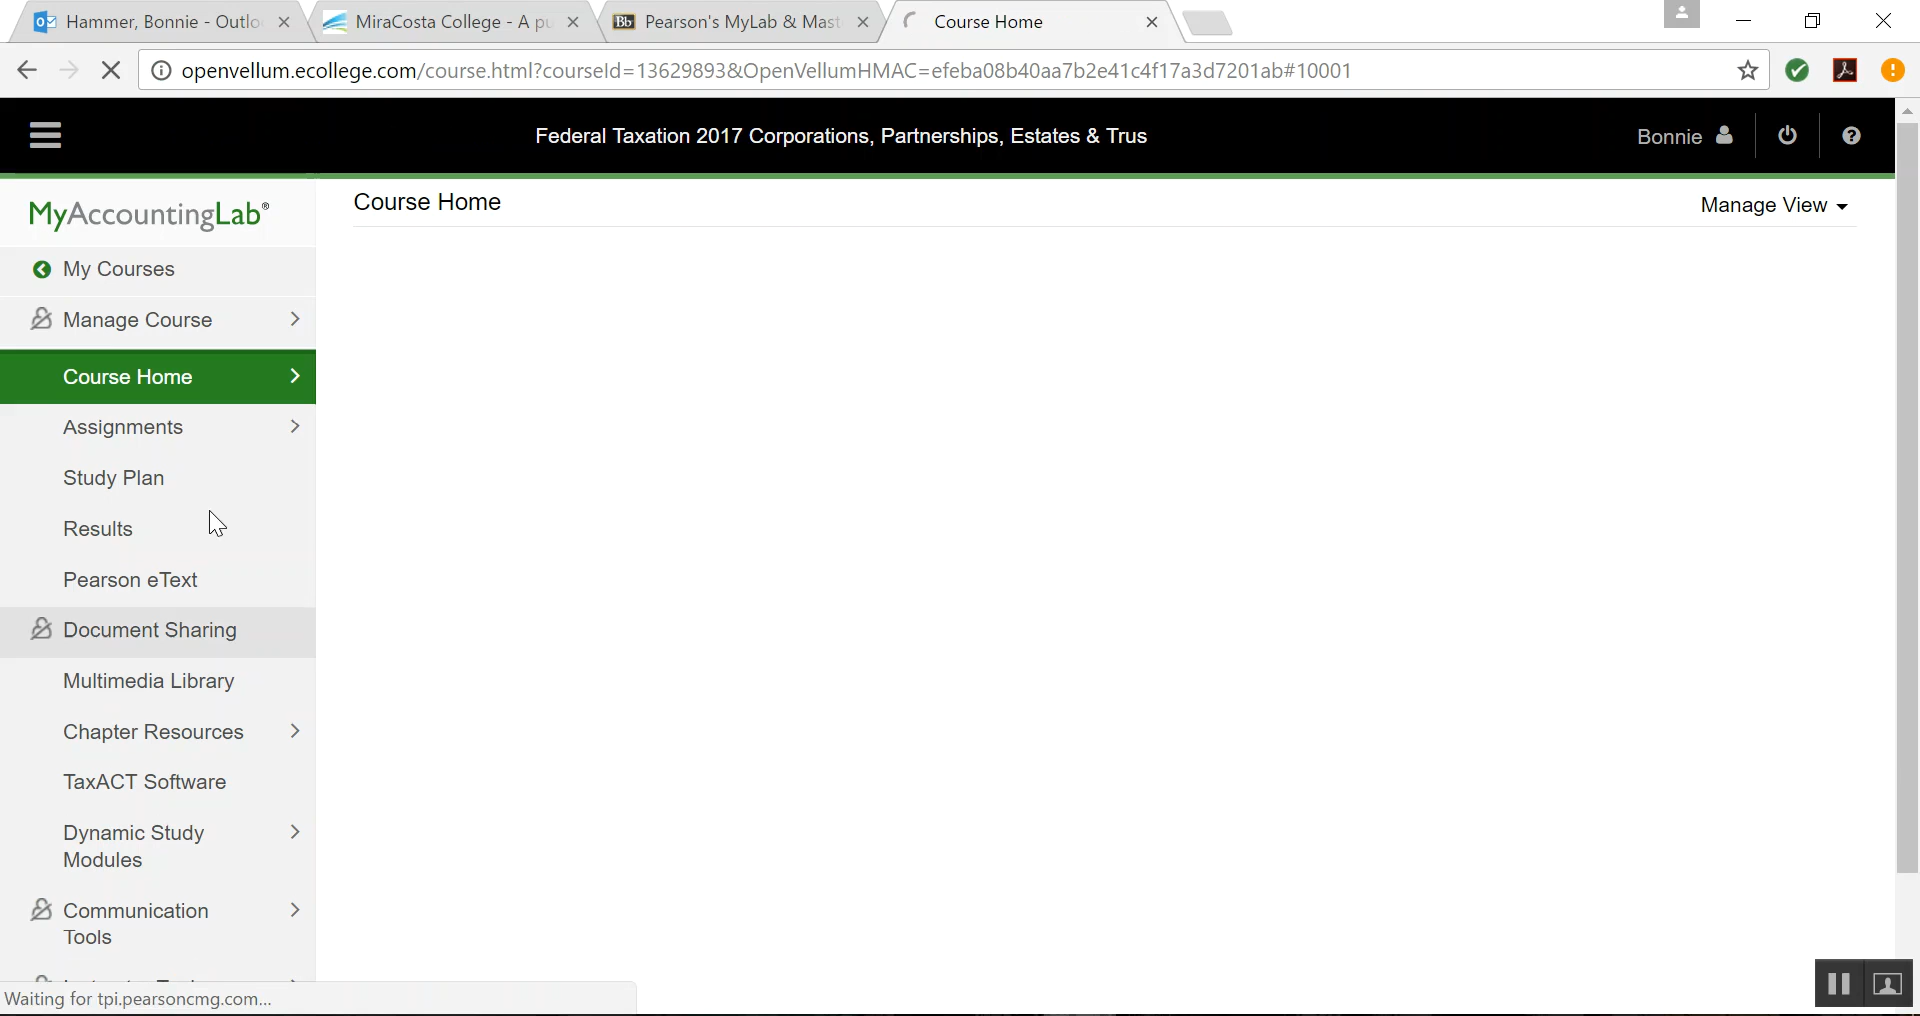 Hammer, Bonnie - Outlo
MiraCosta College - A pu
Bb Pearson's MyLab & Mast
Course Home
openvellum.ecollege.com/course.html?courseId=13629893&OpenVellumHMAC=efeba08b40aa7b2e41c4f17a3d7201ab#10001
Federal Taxation 2017 Corporations, Partnerships, Estates & Trus
Bonnie
MyAccountingLab®
Course Home
Manage View
My Courses
Manage Course
Course Home
Assignments
Study Plan
Results
Pearson eText
Document Sharing
Multimedia Library
Chapter Resources
TaxACT Software
Dynamic Study
Modules
Communication
Tools
Waiting for tpi.pearsoncmg.com...